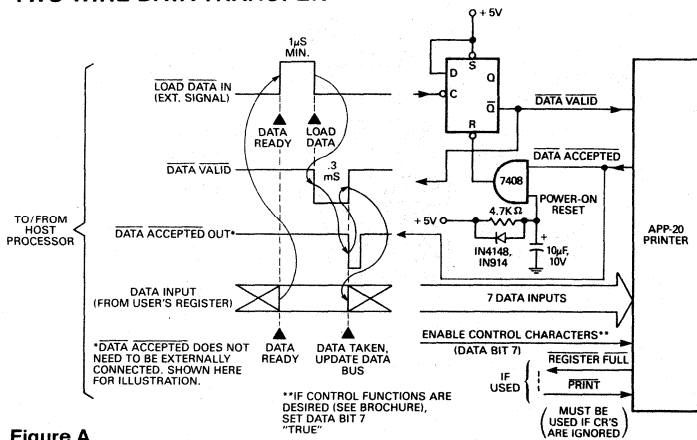 TWO WIRE DATA TRANSFER
+5V
1µS
MIN.
LOAD DATA IN
(EXT. SIGNAL)
DATA
READY
LOAD
DATA
DATA VALID
.3
mS
TO/FROM
HOST
PROCESSOR
DATA ACCEPTED OUT*
DATA INPUT
(FROM USER'S REGISTER)
*DATA ACCEPTED DOES NOT
NEED TO BE EXTERNALLY
CONNECTED. SHOWN HERE
FOR ILLUSTRATION.
DATA
READY
DATA TAKEN,
UPDATE DATA
BUS
**IF CONTROL FUNCTIONS ARE
DESIRED (SEE BROCHURE),
SET DATA BIT 7
"TRUE"
S
D
Q
C
Q
R
DATA VALID
DATA ACCEPTED
7408
POWER-ON
RESET
4.7KΩ
+5V
IN4148,
IN914
+
10µF,
10V
APP-20
PRINTER
7 DATA INPUTS
ENABLE CONTROL CHARACTERS**
(DATA BIT 7)
REGISTER FULL
IF
USED
PRINT
(MUST BE
USED IF CR'S
ARE IGNORED)
Figure A